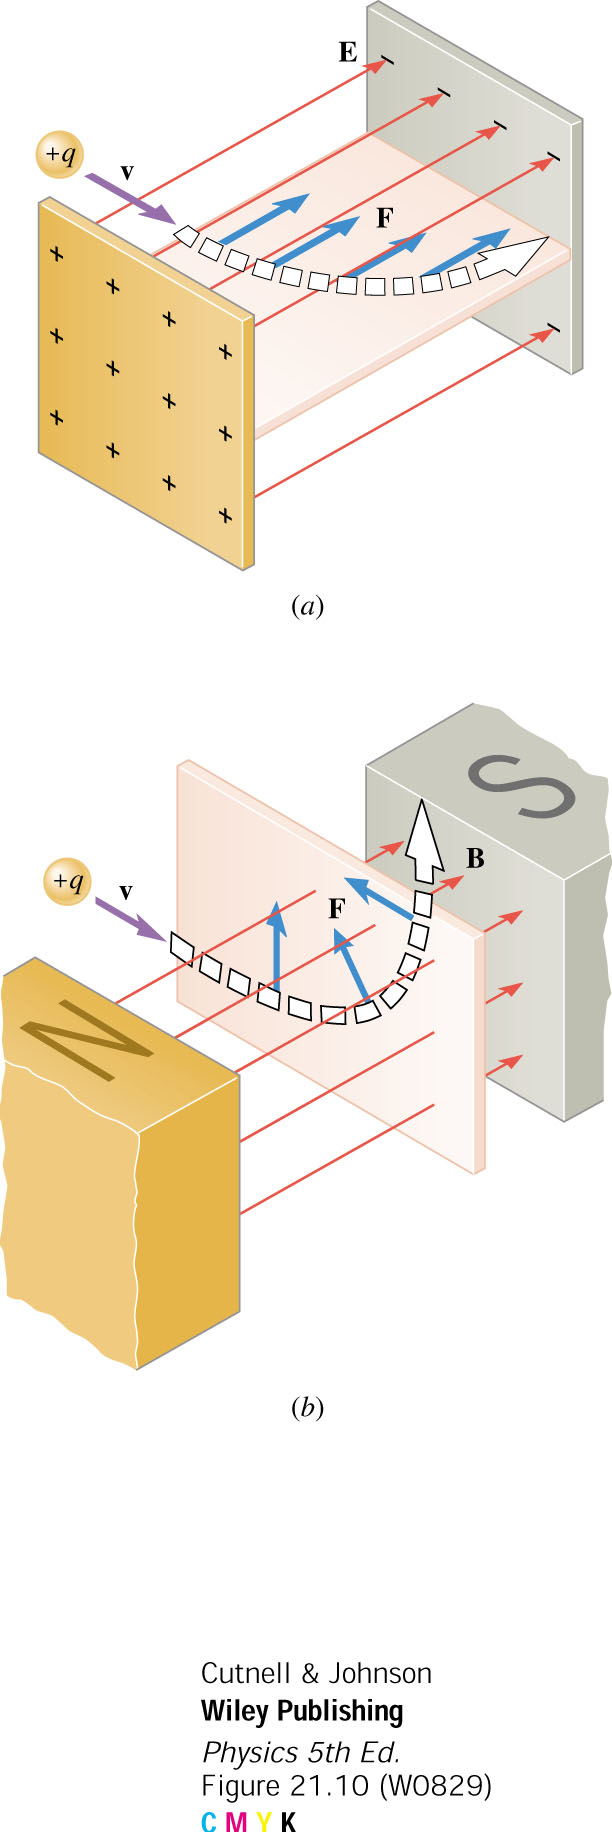 E
+q
v
F
+ + + +
+ + + +
+ + + +
− − − −
−
(a)
S
B
+q
v
F
N
(b)
Cutnell & Johnson
Wiley Publishing
Physics 5th Ed.
Figure 21.10 (W0829)
C M Y K